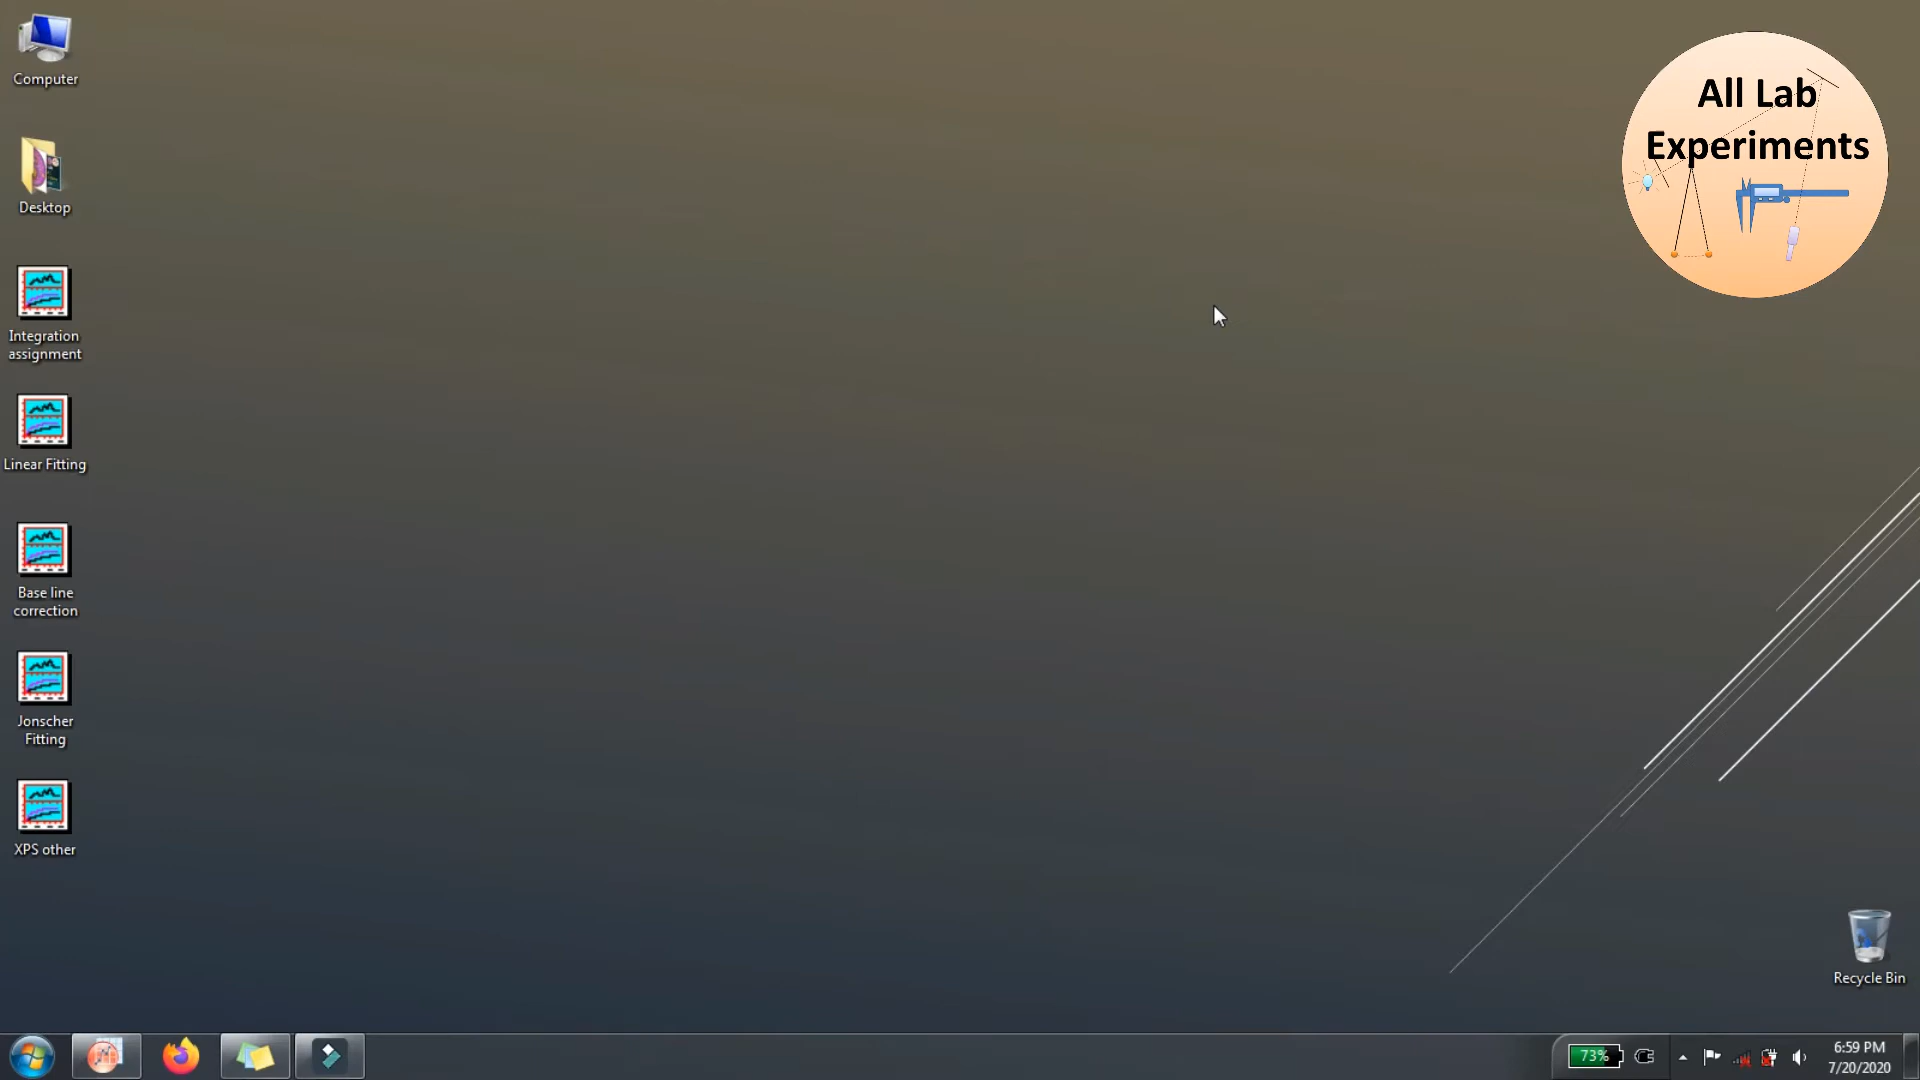 Computer
Desktop
Integration
assignment
Linear Fitting
Base line
correction
Jonscher
Fitting
XPS other
All Lab
Experiments
Recycle Bin
73%
6:59 PM
7/20/2020